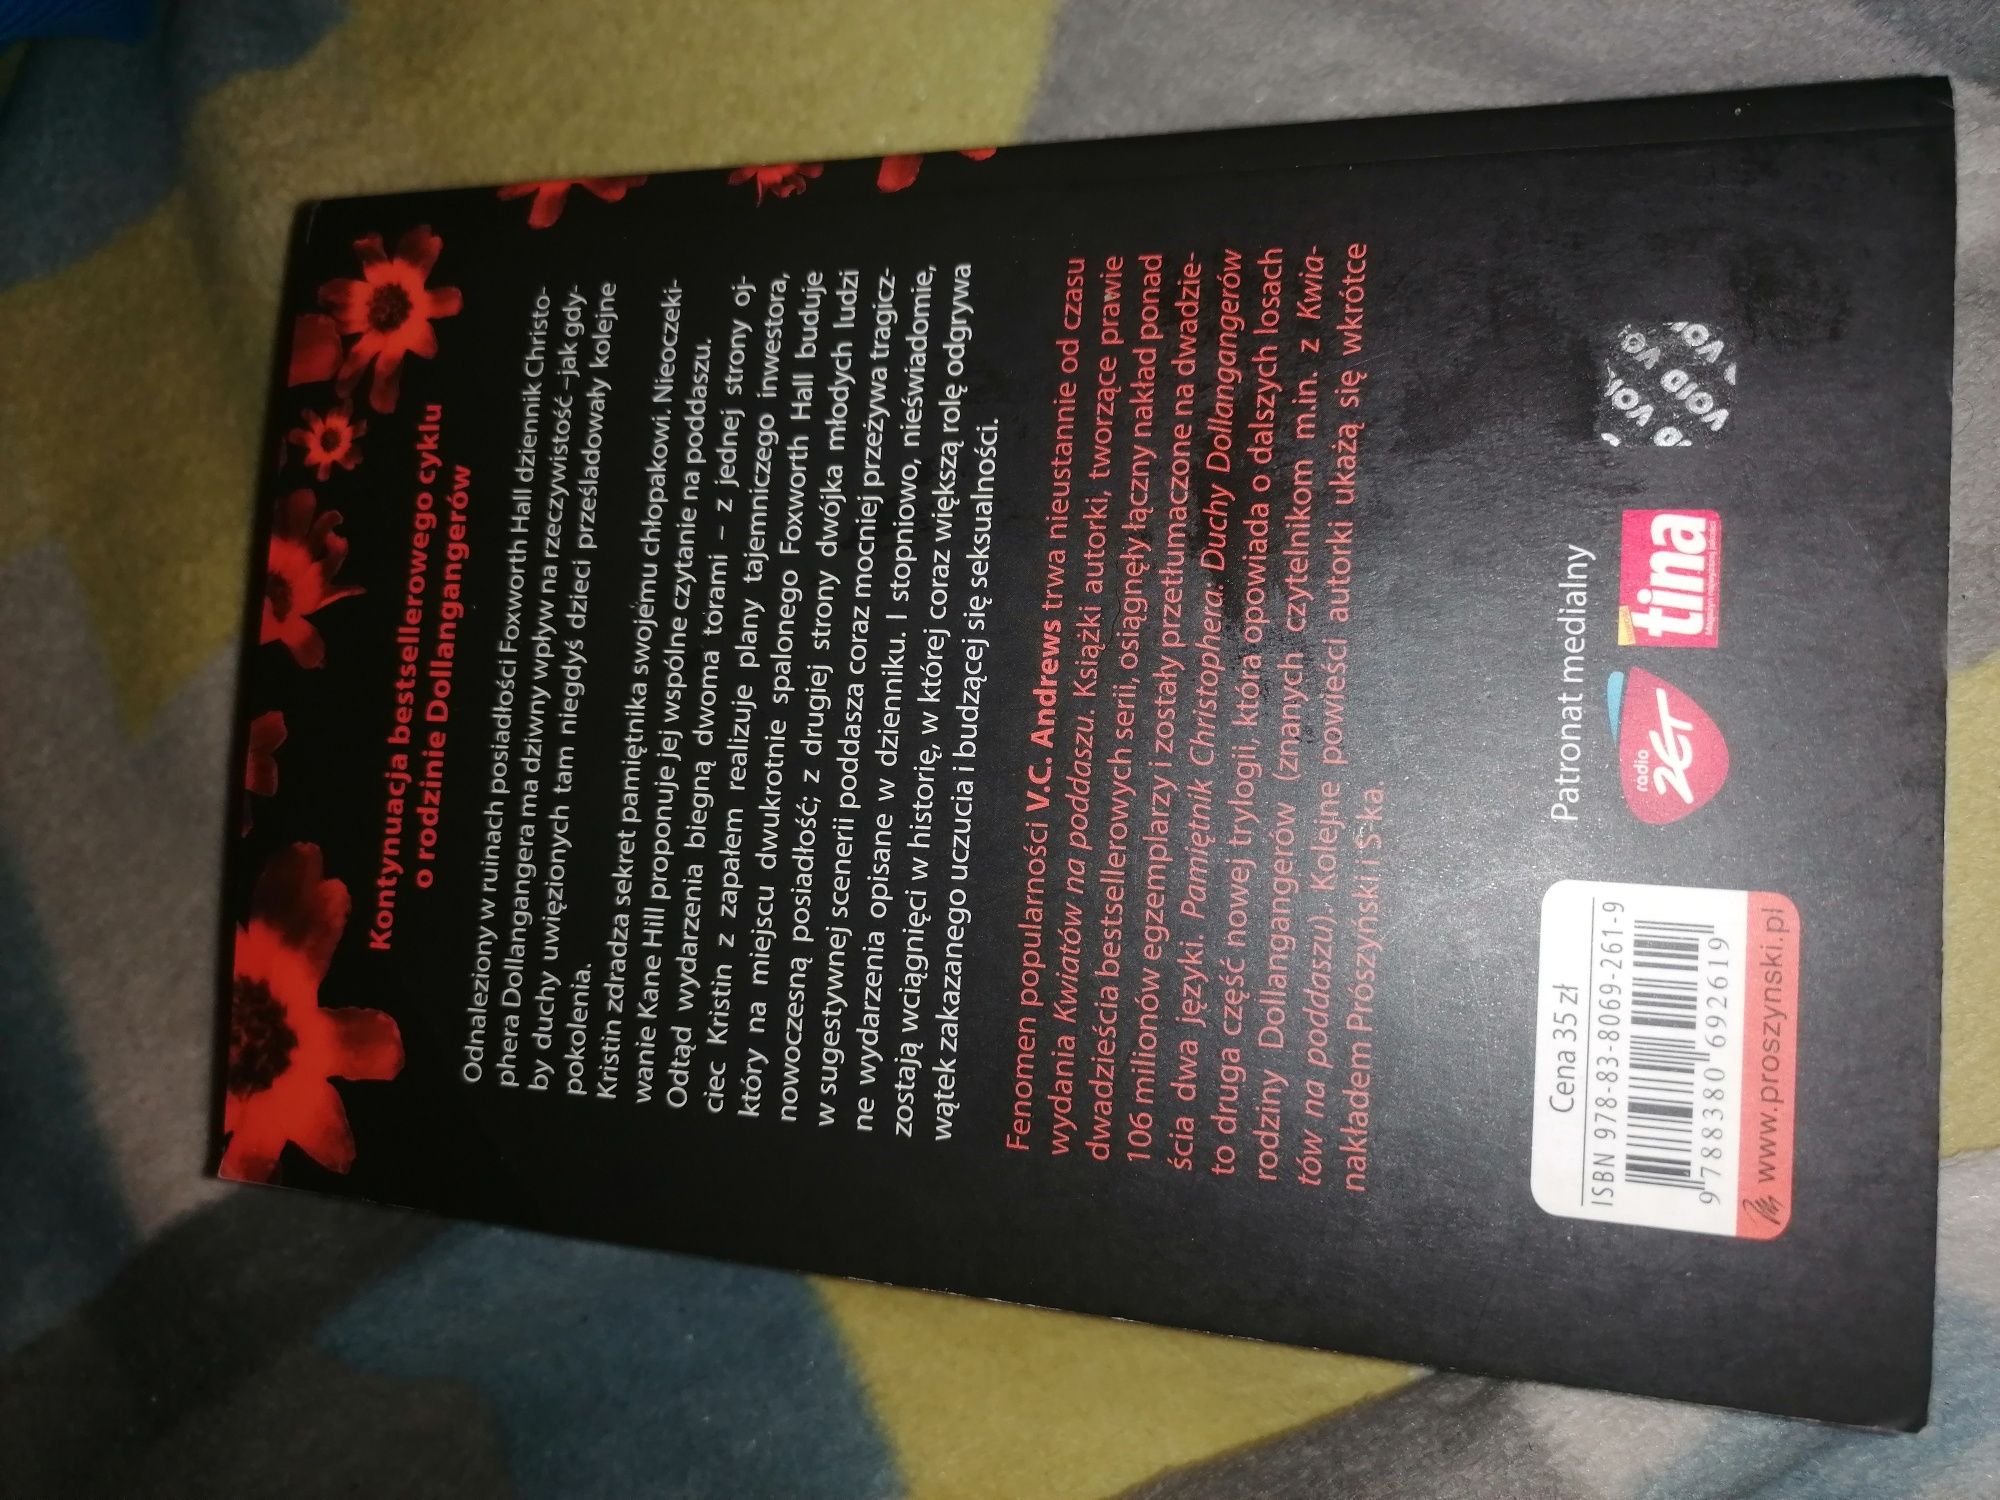 Kontynuacja bestsellerowego cyklu
o rodzinie Dollangangerów
Odnaleziony w ruinach posiadłości Foxworth Hall dziennik Christo-
phera Dollangangera ma dziwny wpływ na rzeczywistość – jak gdy-
by duchy uwięzionych tam niegdyś dzieci prześladowały kolejne
pokolenia.
Kristin zdradza sekret pamiętnika swojemu chłopakowi. Nieoczeki-
wanie Kane Hill proponuje jej wspólne czytanie na poddaszu.
Odtąd wydarzenia biegną dwoma torami – z jednej strony oj-
ciec Kristin z zapałem realizuje plany tajemniczego inwestora,
który na miejscu dwukrotnie spalonego Foxworth Hall buduje
nowoczesną posiadłość; z drugiej strony dwójka młodych ludzi
w sugestywnej scenerii poddasza coraz mocniej przeżywa tragicz-
ne wydarzenia opisane w dzienniku. I stopniowo, nieświadomie,
zostają wciągnięci w historię, w której coraz większą rolę odgrywa
wątek zakazanego uczucia i budzącej się seksualności.
Fenomen popularności V.C. Andrews trwa nieustannie od czasu
wydania Kwiatów na poddaszu. Książki autorki, tworzące prawie
dwadzieścia bestsellerowych serii, osiągnęły łączny nakład ponad
106 milionów egzemplarzy i zostały przetłumaczone na dwadzie-
ścia dwa języki. Pamiętnik Christophera: Duchy Dollangangerów
to druga część nowej trylogii, która opowiada o dalszych losach
rodziny Dollangangerów (znanych czytelnikom m.in. z Kwia-
tów na poddaszu). Kolejne powieści autorki ukażą się wkrótce
nakładem Prószyński i S-ka.
Cena 35 zł
ISBN 978-83-8069-261-9
9 788380 692619
www.proszynski.pl
Patronat medialny
radio
ZET
tina
VOID